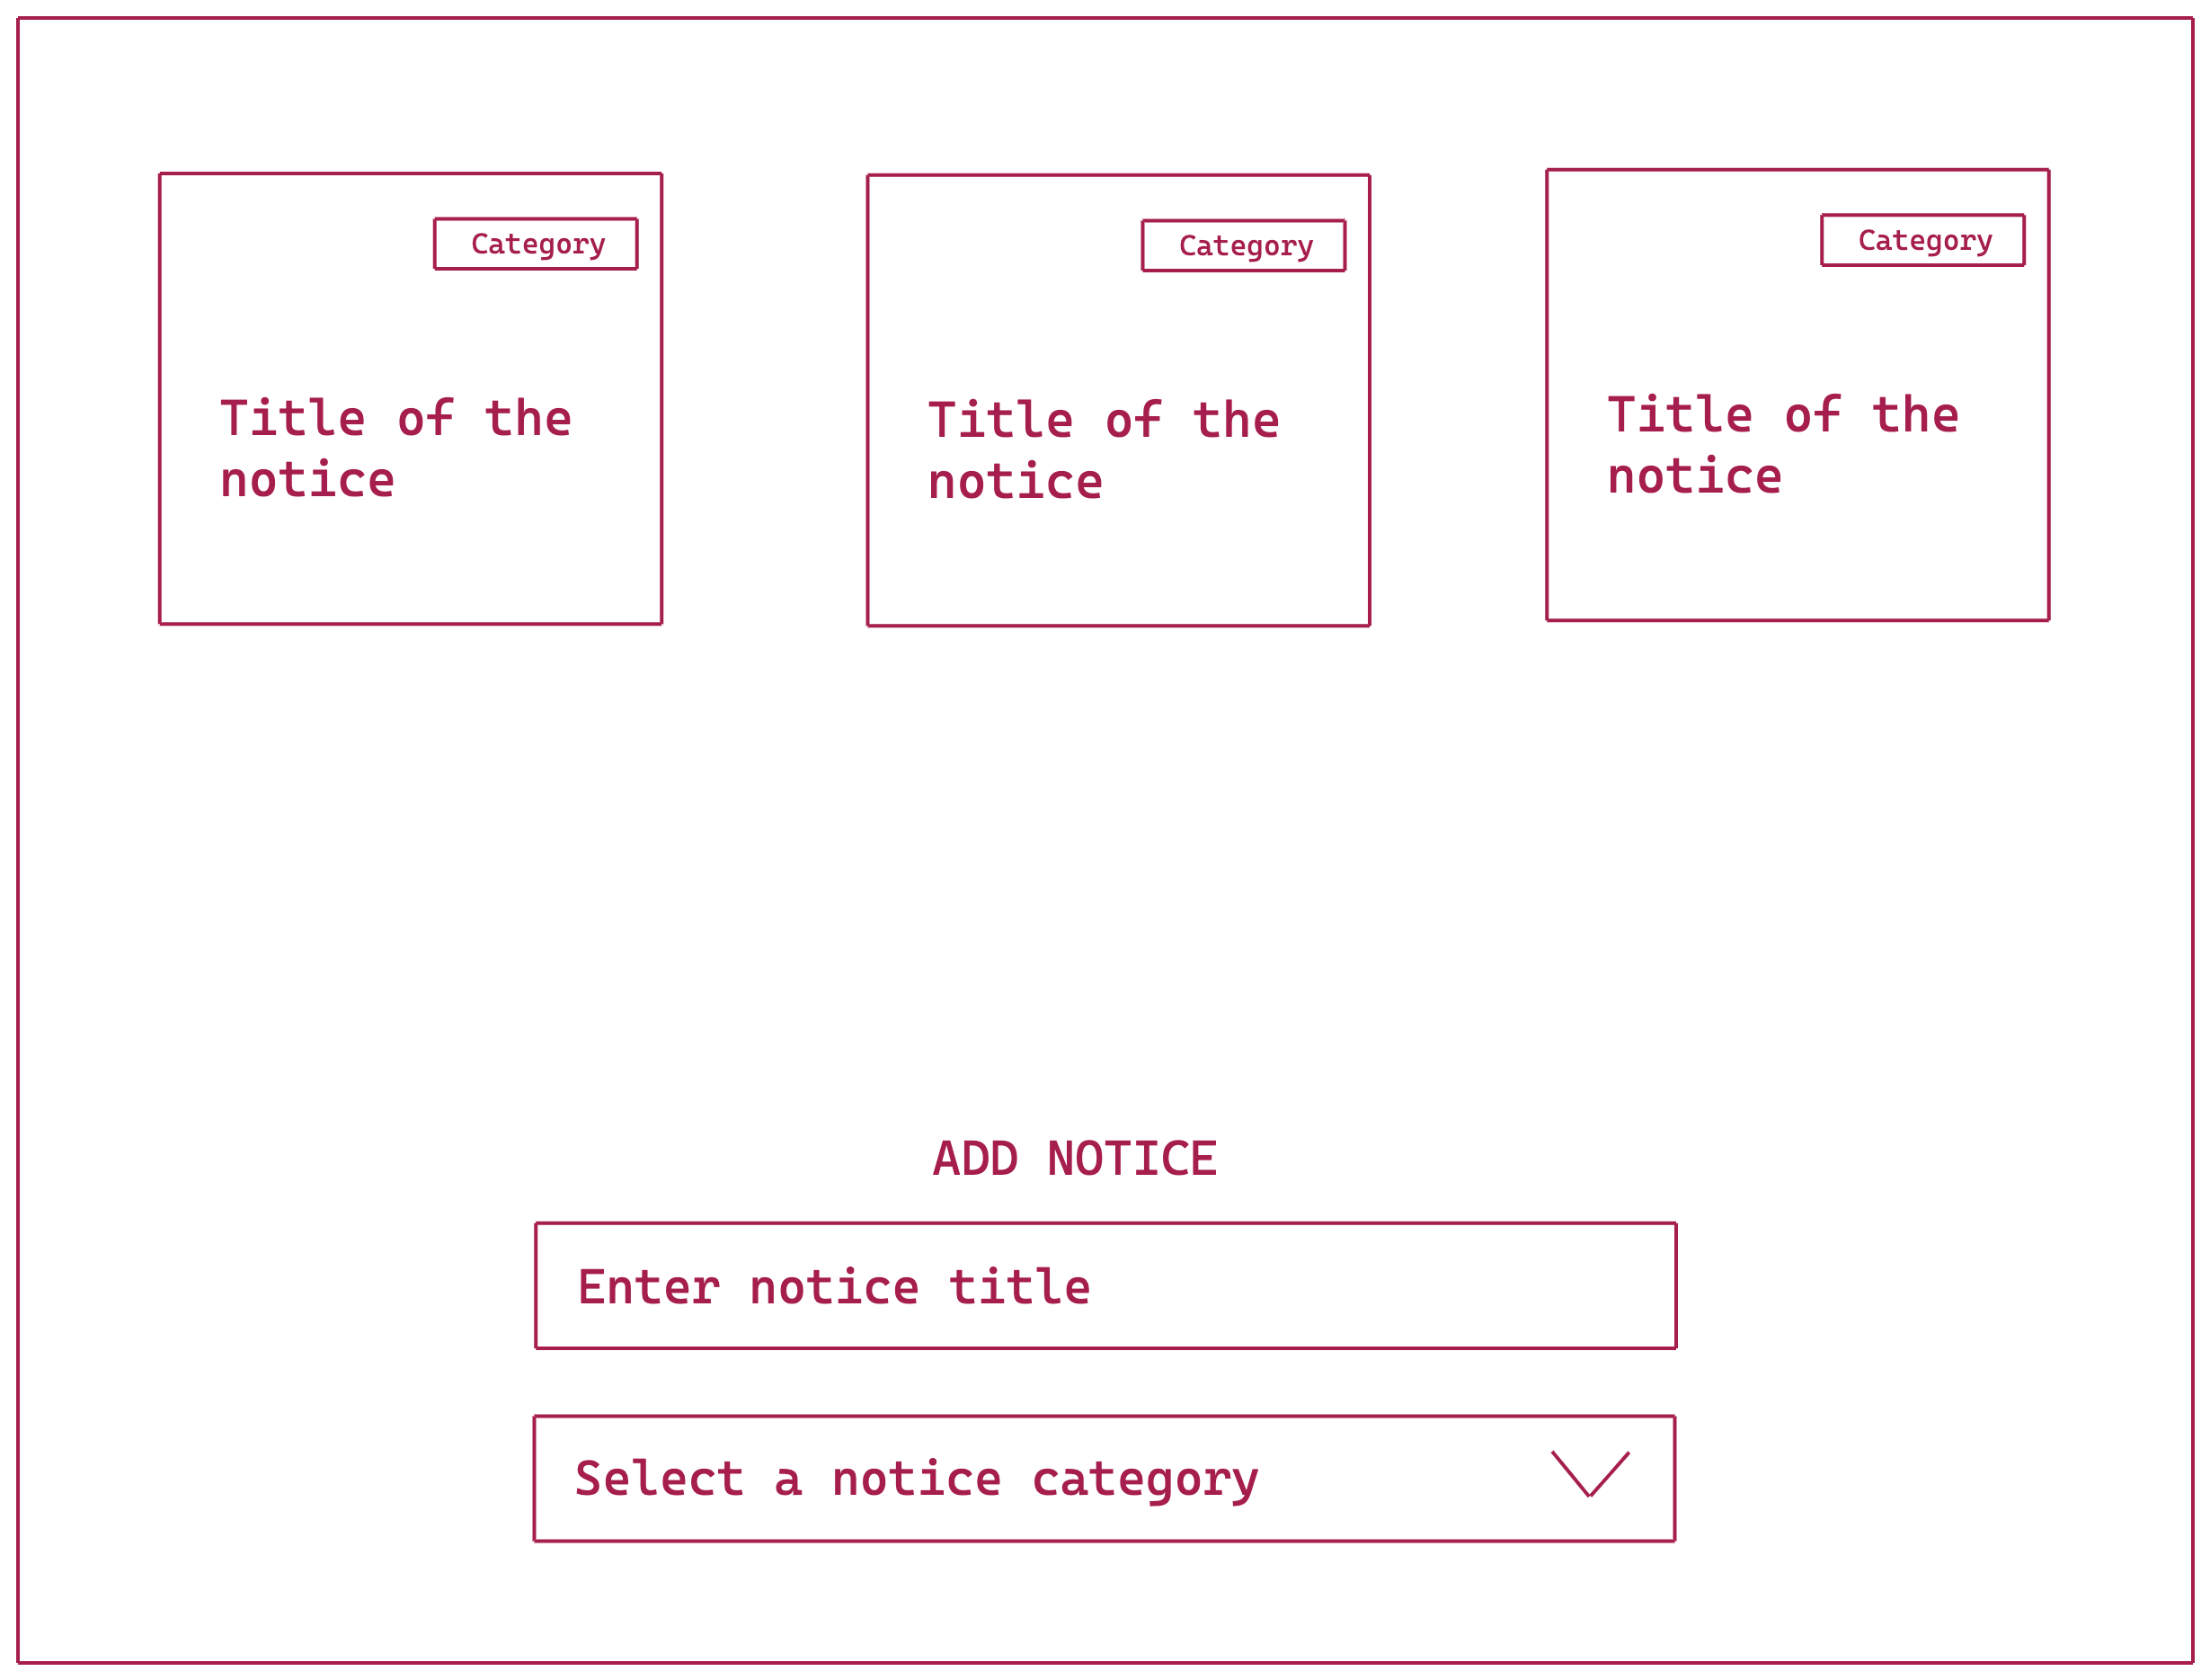 Category
Title of the
notice
Category
Title of the
notice
Category
Title of the
notice
ADD NOTICE
Enter notice title
Select a notice category